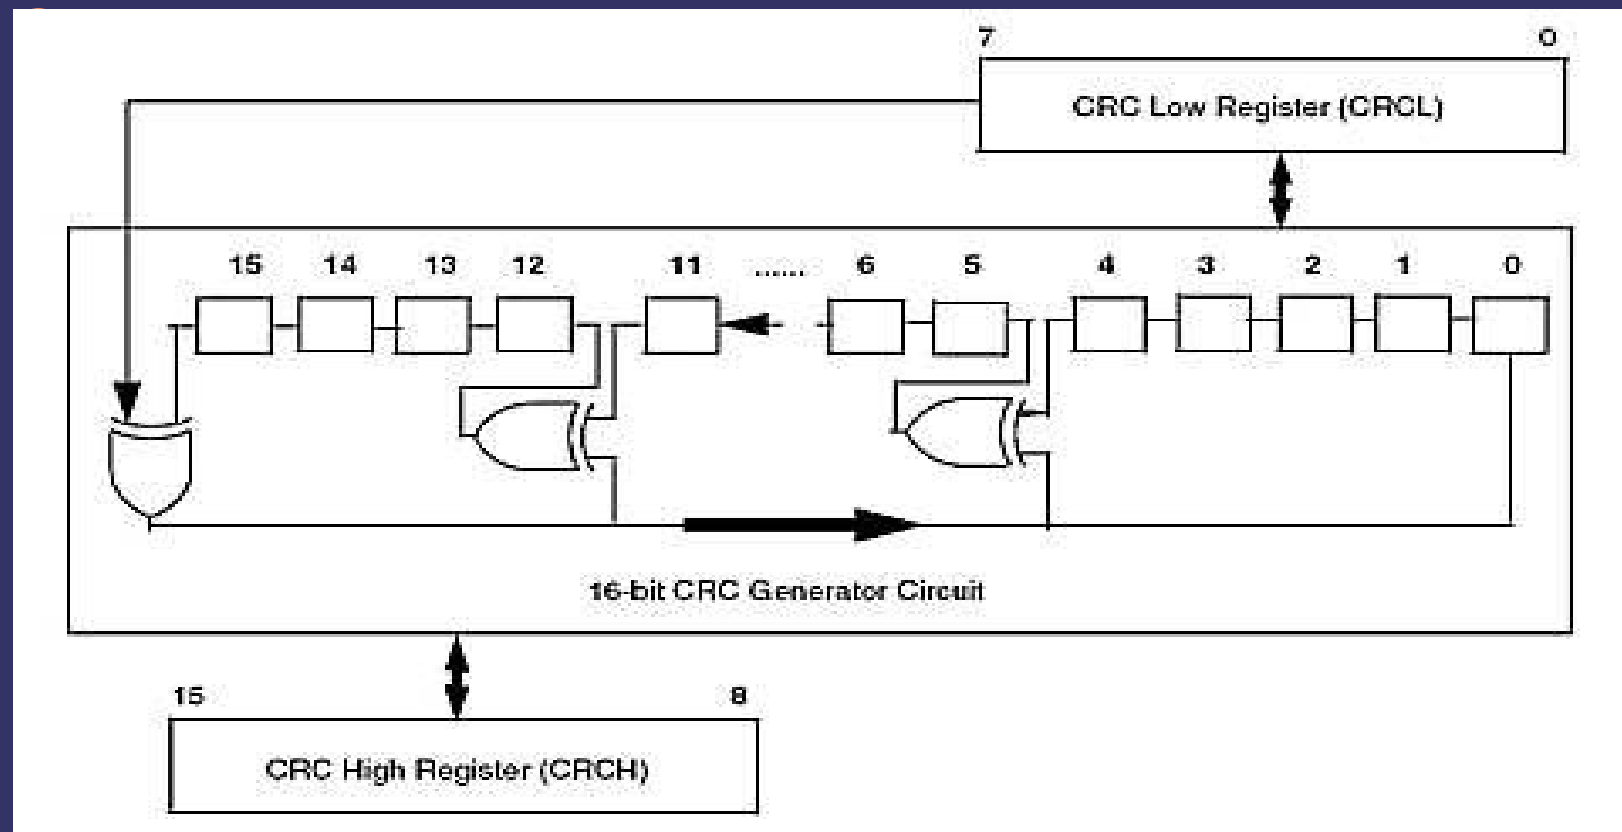 7 0
CRC Low Register (CRCL)
15 14 13 12 11 ...... 6 5 4 3 2 1 0
16-bit CRC Generator Circuit
15 8
CRC High Register (CRCH)